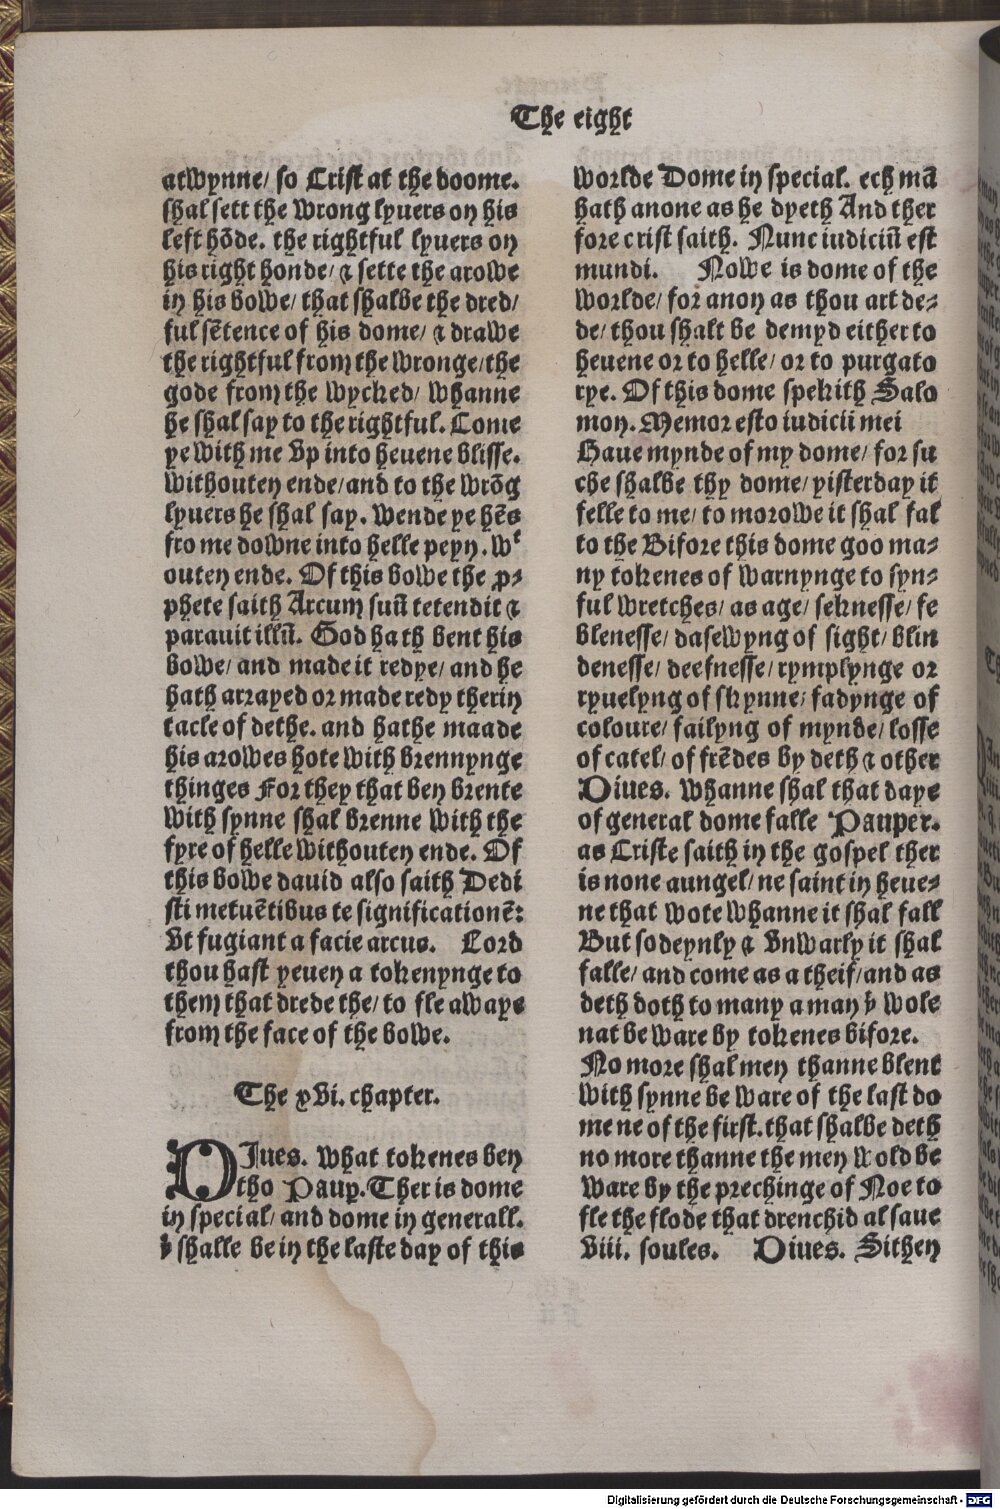 The eight
atwynne/ so Crist at the doome.
shal sett the wrong lyuers on his
left hōde. the rightful lyuers on
his right honde/ ⁊ sette the arowe
in his bowe/ that shalbe the dred/
ful sētence of his dome/ ⁊ drawe
the rightful from the wronge/ the
gode from the wycked/ whanne
he shal say to the rightful. Come
ye with me vp into heuene blisse.
withouten ende/ and to the wrōg
lyuers he shal say. wende ye hēs
fro me downe into helle peyn. wᵗ
outen ende. Of this bowe the ꝓ-
phete saith Arcum suū tetendit ⁊
parauit illū. God hath bent his
bowe/ and made it redye/ and he
hath arrayed or made redy therin
tacle of dethe. and hathe maade
his arowes hote with brennynge
thinges For they that ben brente
with synne shal brenne with the
fyre of helle withouten ende. Of
this bowe dauid also saith Dedi
sti metuētibus te significationē:
vt fugiant a facie arcus. Lord
thou hast yeuen a tokenynge to
them that drede the/ to fle awaye
from the face of the bowe.
The xvi. chapter.
DIues. what tokenes ben
tho Pauꝑ. Ther is dome
in special/ and dome in generall.
þᵗ shalle be in the laste day of this
worlde Dome in special. ech mā
hath anone as he dyeth And ther
fore crist saith. Nunc iudiciū est
mundi. Nowe is dome of the
worlde/ for anon as thou art de-
de/ thou shalt be demyd either to
heuene or to helle/ or to purgato
rye. Of this dome spekith Salo
mon. Memor esto iudicii mei
Haue mynde of my dome/ for su
che shalbe thy dome/ yisterday it
felle to me/ to morowe it shal fal
to the Bifore this dome goo ma-
ny tokenes of warnynge to syn-
ful wretches/ as age/ seknesse/ fe
blenesse/ dasewyng of sight/ blin
denesse/ deefnesse/ rymplynge or
ryuelyng of skynne/ fadynge of
coloure/ failyng of mynde/ losse
of catel/ of frēdes by deth ⁊ other
Diues. whanne shal that daye
of general dome falle Pauper.
as Criste saith in the gospel ther
is none aungel/ ne saint in heue-
ne that wote whanne it shal fall
But sodeynly ⁊ vnwarly it shal
falle/ and come as a theif/ and as
deth doth to many a man þᵗ wole
nat be ware by tokenes bifore.
No more shal men thanne blent
with synne be ware of the last do
me ne of the first. that shalbe deth
no more thanne the men wold be
ware by the prechinge of Noe to
fle the flode that drenchid al saue
viii. soules. Diues. Sithen
Digitalisierung gefördert durch die Deutsche Forschungsgemeinschaft - DFG